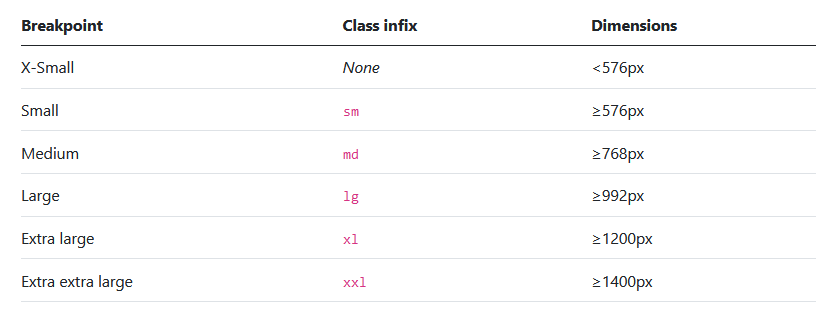 Breakpoint Class infix Dimensions
X-Small None <576px
Small sm ≥576px
Medium md ≥768px
Large lg ≥992px
Extra large xl ≥1200px
Extra extra large xxl ≥1400px